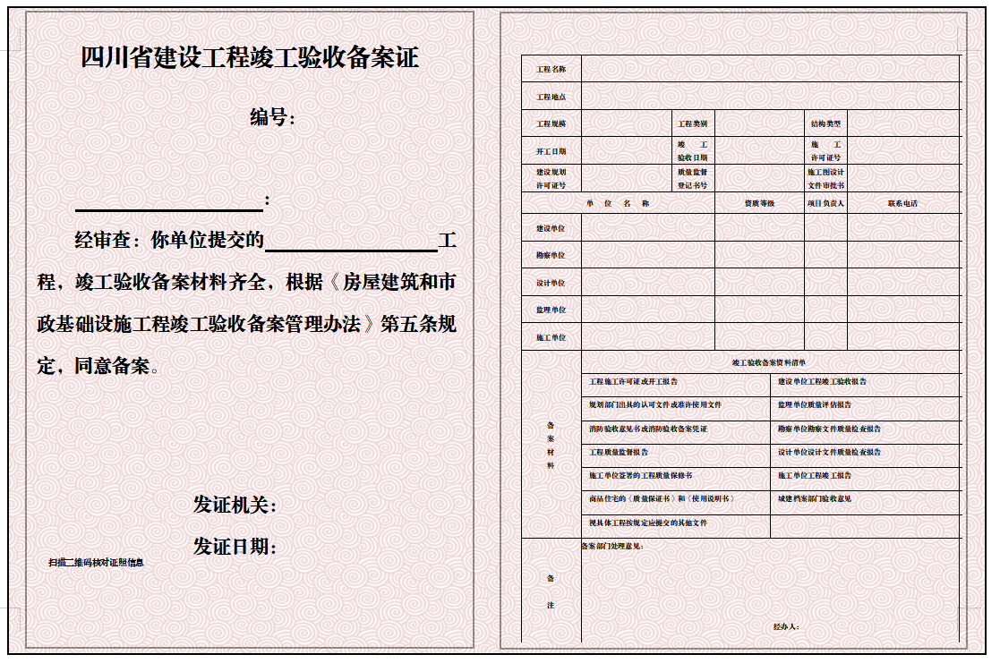 四川省建设工程竣工验收备案证
编号：
：
经审查：你单位提交的 工
程，竣工验收备案材料齐全，根据《房屋建筑和市
政基础设施工程竣工验收备案管理办法》第五条规
定，同意备案。
发证机关：
发证日期：
扫描二维码核对证照信息
工程名称
工程地点
工程规模 工程类别 结构类型
开工日期 竣工验收日期 施工许可证号
建设规划许可证号 质量监督登记书号 施工图设计文件审批书
单位名称 资质等级 项目负责人 联系电话
建设单位
勘察单位
设计单位
监理单位
施工单位
竣工验收备案资料清单
备案材料
工程施工许可证或开工报告 建设单位工程竣工验收报告
规划部门出具的认可文件或准许使用文件 监理单位质量评估报告
消防验收意见书或消防验收备案凭证 勘察单位勘察文件质量检查报告
工程质量监督报告 设计单位设计文件质量检查报告
施工单位签署的工程质量保修书 施工单位工程竣工报告
商品住宅的《质量保证书》和《使用说明书》 城建档案部门验收意见
视具体工程按规定应提交的其他文件
备注
备案部门处理意见：
经办人：